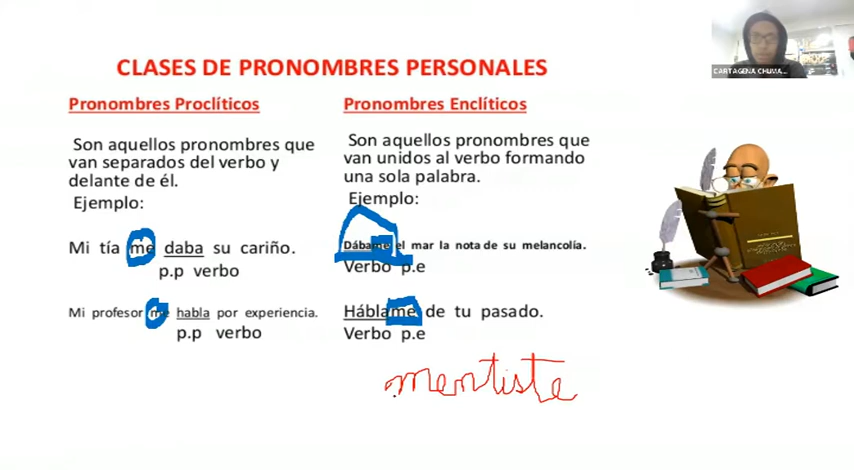 CLASES DE PRONOMBRES PERSONALES
Pronombres Proclíticos
Son aquellos pronombres que
van separados del verbo y
delante de él.
Ejemplo:
Mi tía me daba su cariño.
p.p verbo
Mi profesor me habla por experiencia.
p.p verbo
Pronombres Enclíticos
Son aquellos pronombres que
van unidos al verbo formando
una sola palabra.
Ejemplo:
Dábame el mar la nota de su melancolía.
Verbo p.e
Háblame de tu pasado.
Verbo p.e
mentiste
CARTAGENA CHUMA...